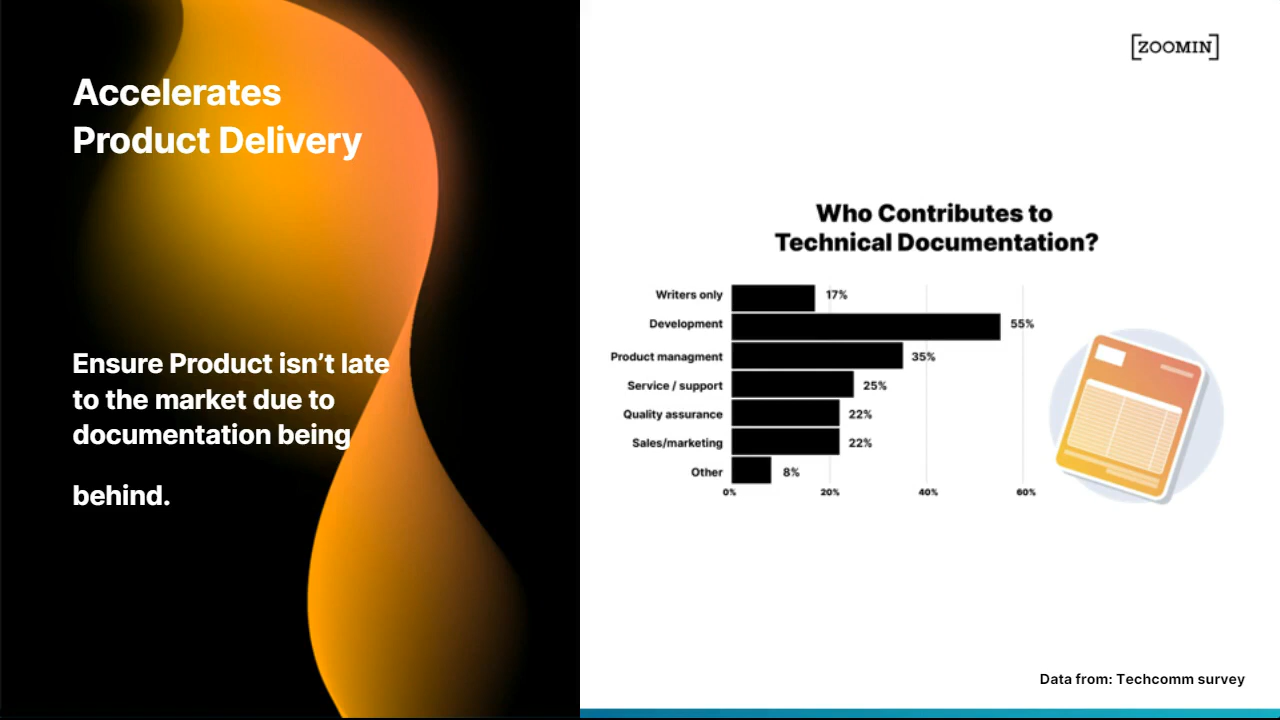 Accelerates
Product Delivery
Ensure Product isn’t late
to the market due to
documentation being
behind.
[ZOOMIN]
Who Contributes to
Technical Documentation?
Writers only 17%
Development 55%
Product managment 35%
Service / support 25%
Quality assurance 22%
Sales/marketing 22%
Other 8%
0% 20% 40% 60%
Data from: Techcomm survey